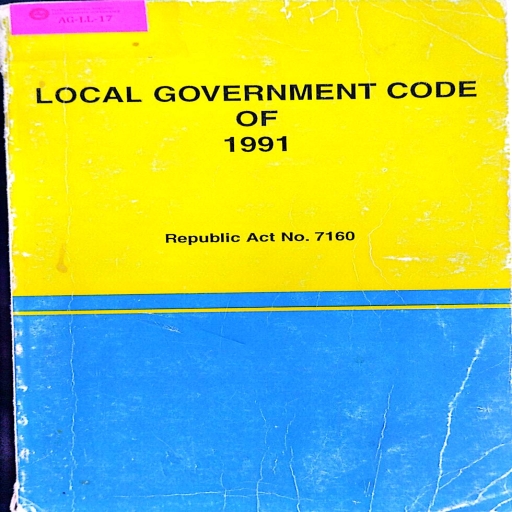 AG-LL-17
LOCAL GOVERNMENT CODE
OF
1991
Republic Act No. 7160